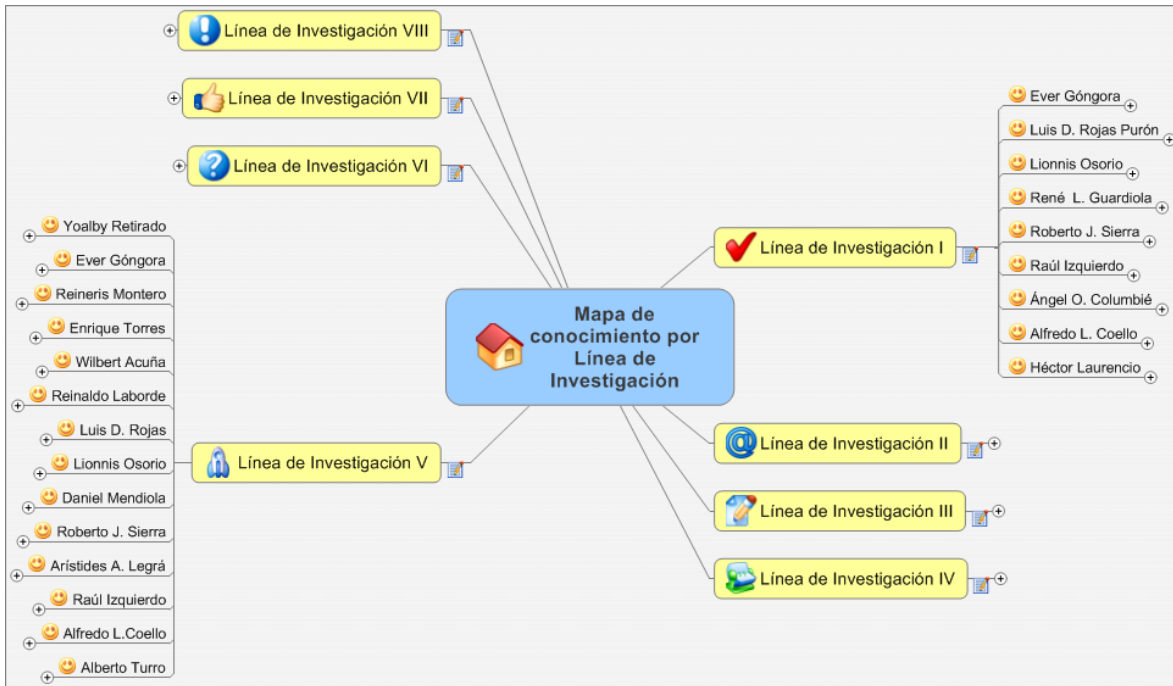 Línea de Investigación VIII
Línea de Investigación VII
Línea de Investigación VI
Yoalby Retirado
Ever Góngora
Reineris Montero
Enrique Torres
Wilbert Acuña
Reinaldo Laborde
Luis D. Rojas
Lionnis Osorio
Daniel Mendiola
Roberto J. Sierra
Arístides A. Legrá
Raúl Izquierdo
Alfredo L.Coello
Alberto Turro
Línea de Investigación V
Mapa de
conocimiento por
Línea de
Investigación
Línea de Investigación I
Ever Góngora
Luis D. Rojas Purón
Lionnis Osorio
René L. Guardiola
Roberto J. Sierra
Raúl Izquierdo
Ángel O. Columbié
Alfredo L. Coello
Héctor Laurencio
Línea de Investigación II
Línea de Investigación III
Línea de Investigación IV